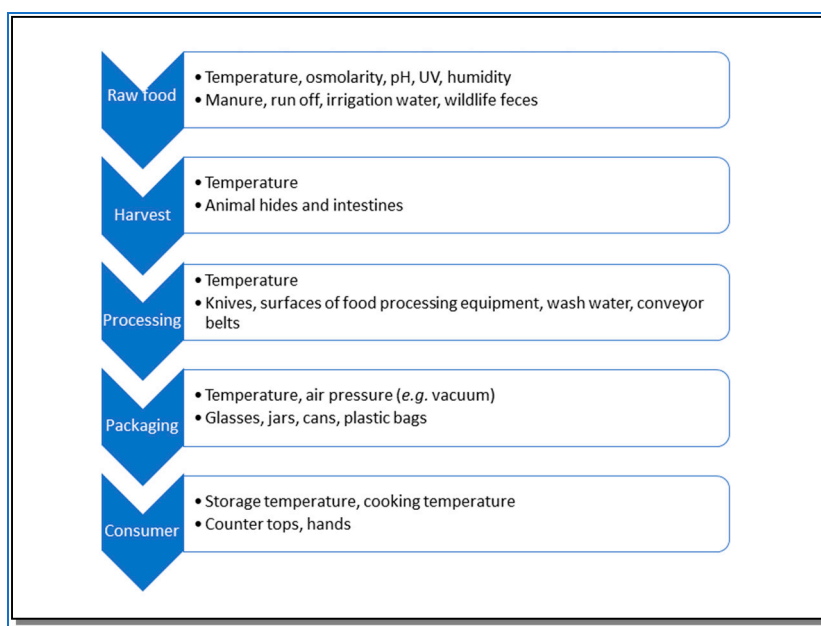 Raw food
• Temperature, osmolarity, pH, UV, humidity
• Manure, run off, irrigation water, wildlife feces
Harvest
• Temperature
• Animal hides and intestines
Processing
• Temperature
• Knives, surfaces of food processing equipment, wash water, conveyor
belts
Packaging
• Temperature, air pressure (e.g. vacuum)
• Glasses, jars, cans, plastic bags
Consumer
• Storage temperature, cooking temperature
• Counter tops, hands